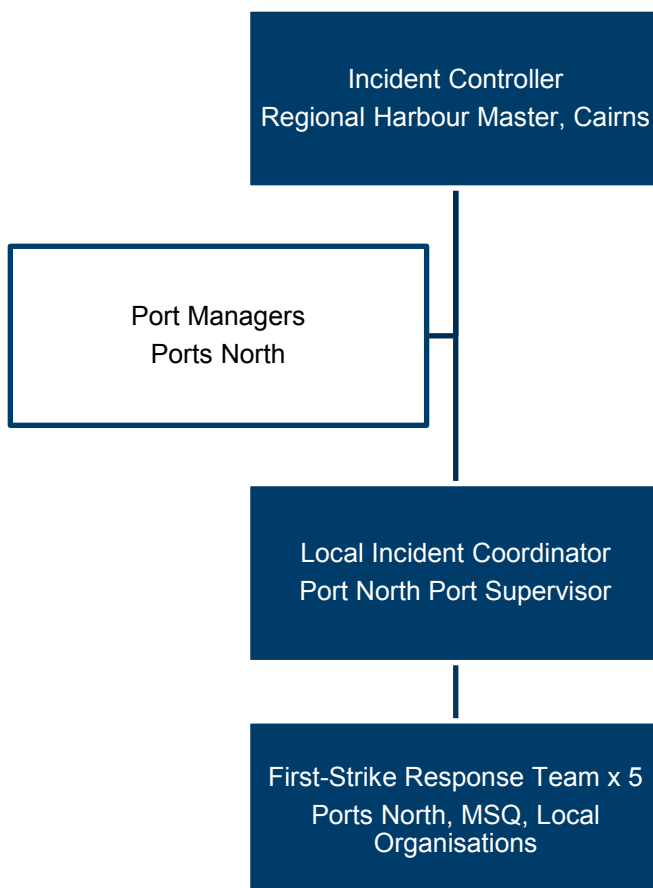 Incident Controller
Regional Harbour Master, Cairns
Port Managers
Ports North
Local Incident Coordinator
Port North Port Supervisor
First-Strike Response Team x 5
Ports North, MSQ, Local
Organisations